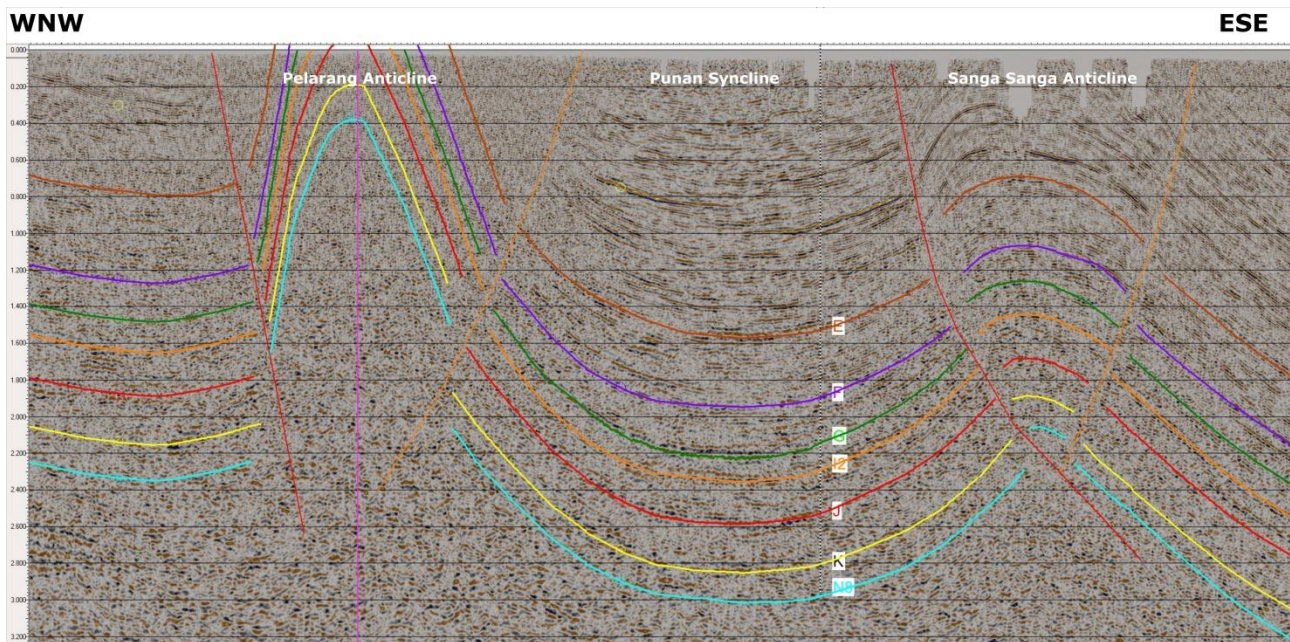 WNW
ESE
Pelarang Anticline
Punan Syncline
Sanga Sanga Anticline
0.000
0.200
0.400
0.600
0.800
1.000
1.200
1.400
1.600
1.800
2.000
2.200
2.400
2.600
2.800
3.000
3.200
E
F
G
I2
J
K
N8